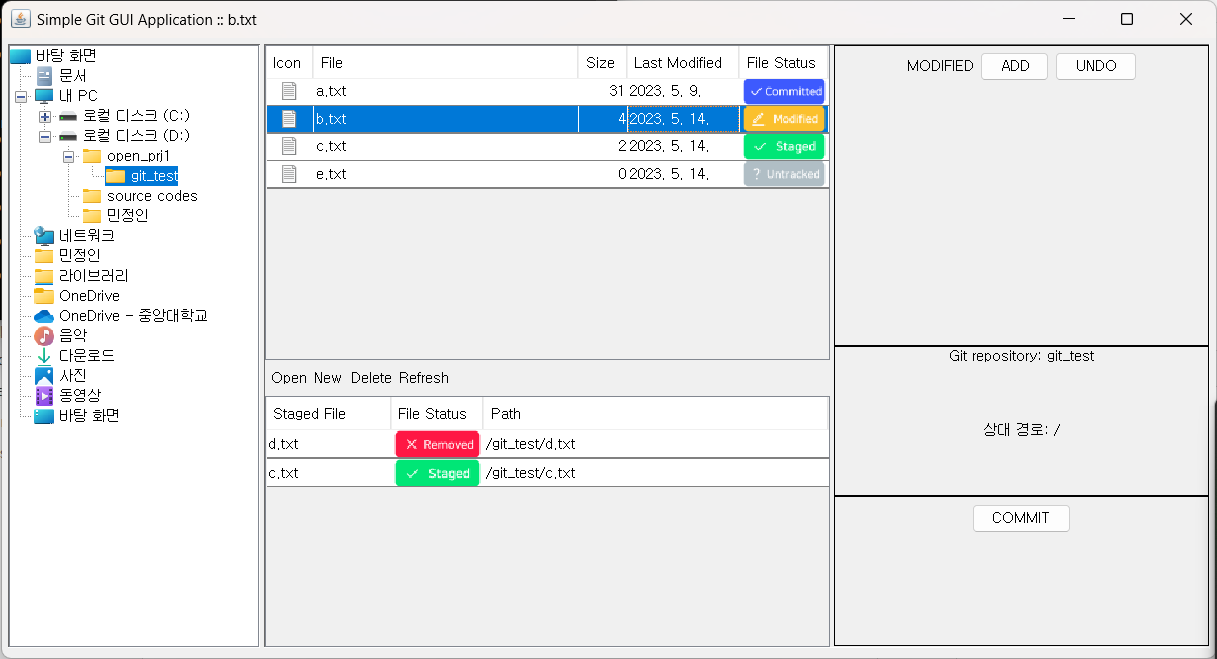 Simple Git GUI Application :: b.txt
바탕 화면
문서
내 PC
로컬 디스크 (C:)
로컬 디스크 (D:)
open_prj1
git_test
source codes
민정인
네트워크
민정인
라이브러리
OneDrive
OneDrive - 중앙대학교
음악
다운로드
사진
동영상
바탕 화면
Icon File Size Last Modified File Status
a.txt 31 2023. 5. 9. Committed
b.txt 4 2023. 5. 14. Modified
c.txt 2 2023. 5. 14. Staged
e.txt 0 2023. 5. 14. ? Untracked
Open New Delete Refresh
Staged File File Status Path
d.txt Removed /git_test/d.txt
c.txt Staged /git_test/c.txt
MODIFIED ADD UNDO
Git repository: git_test
상대 경로: /
COMMIT